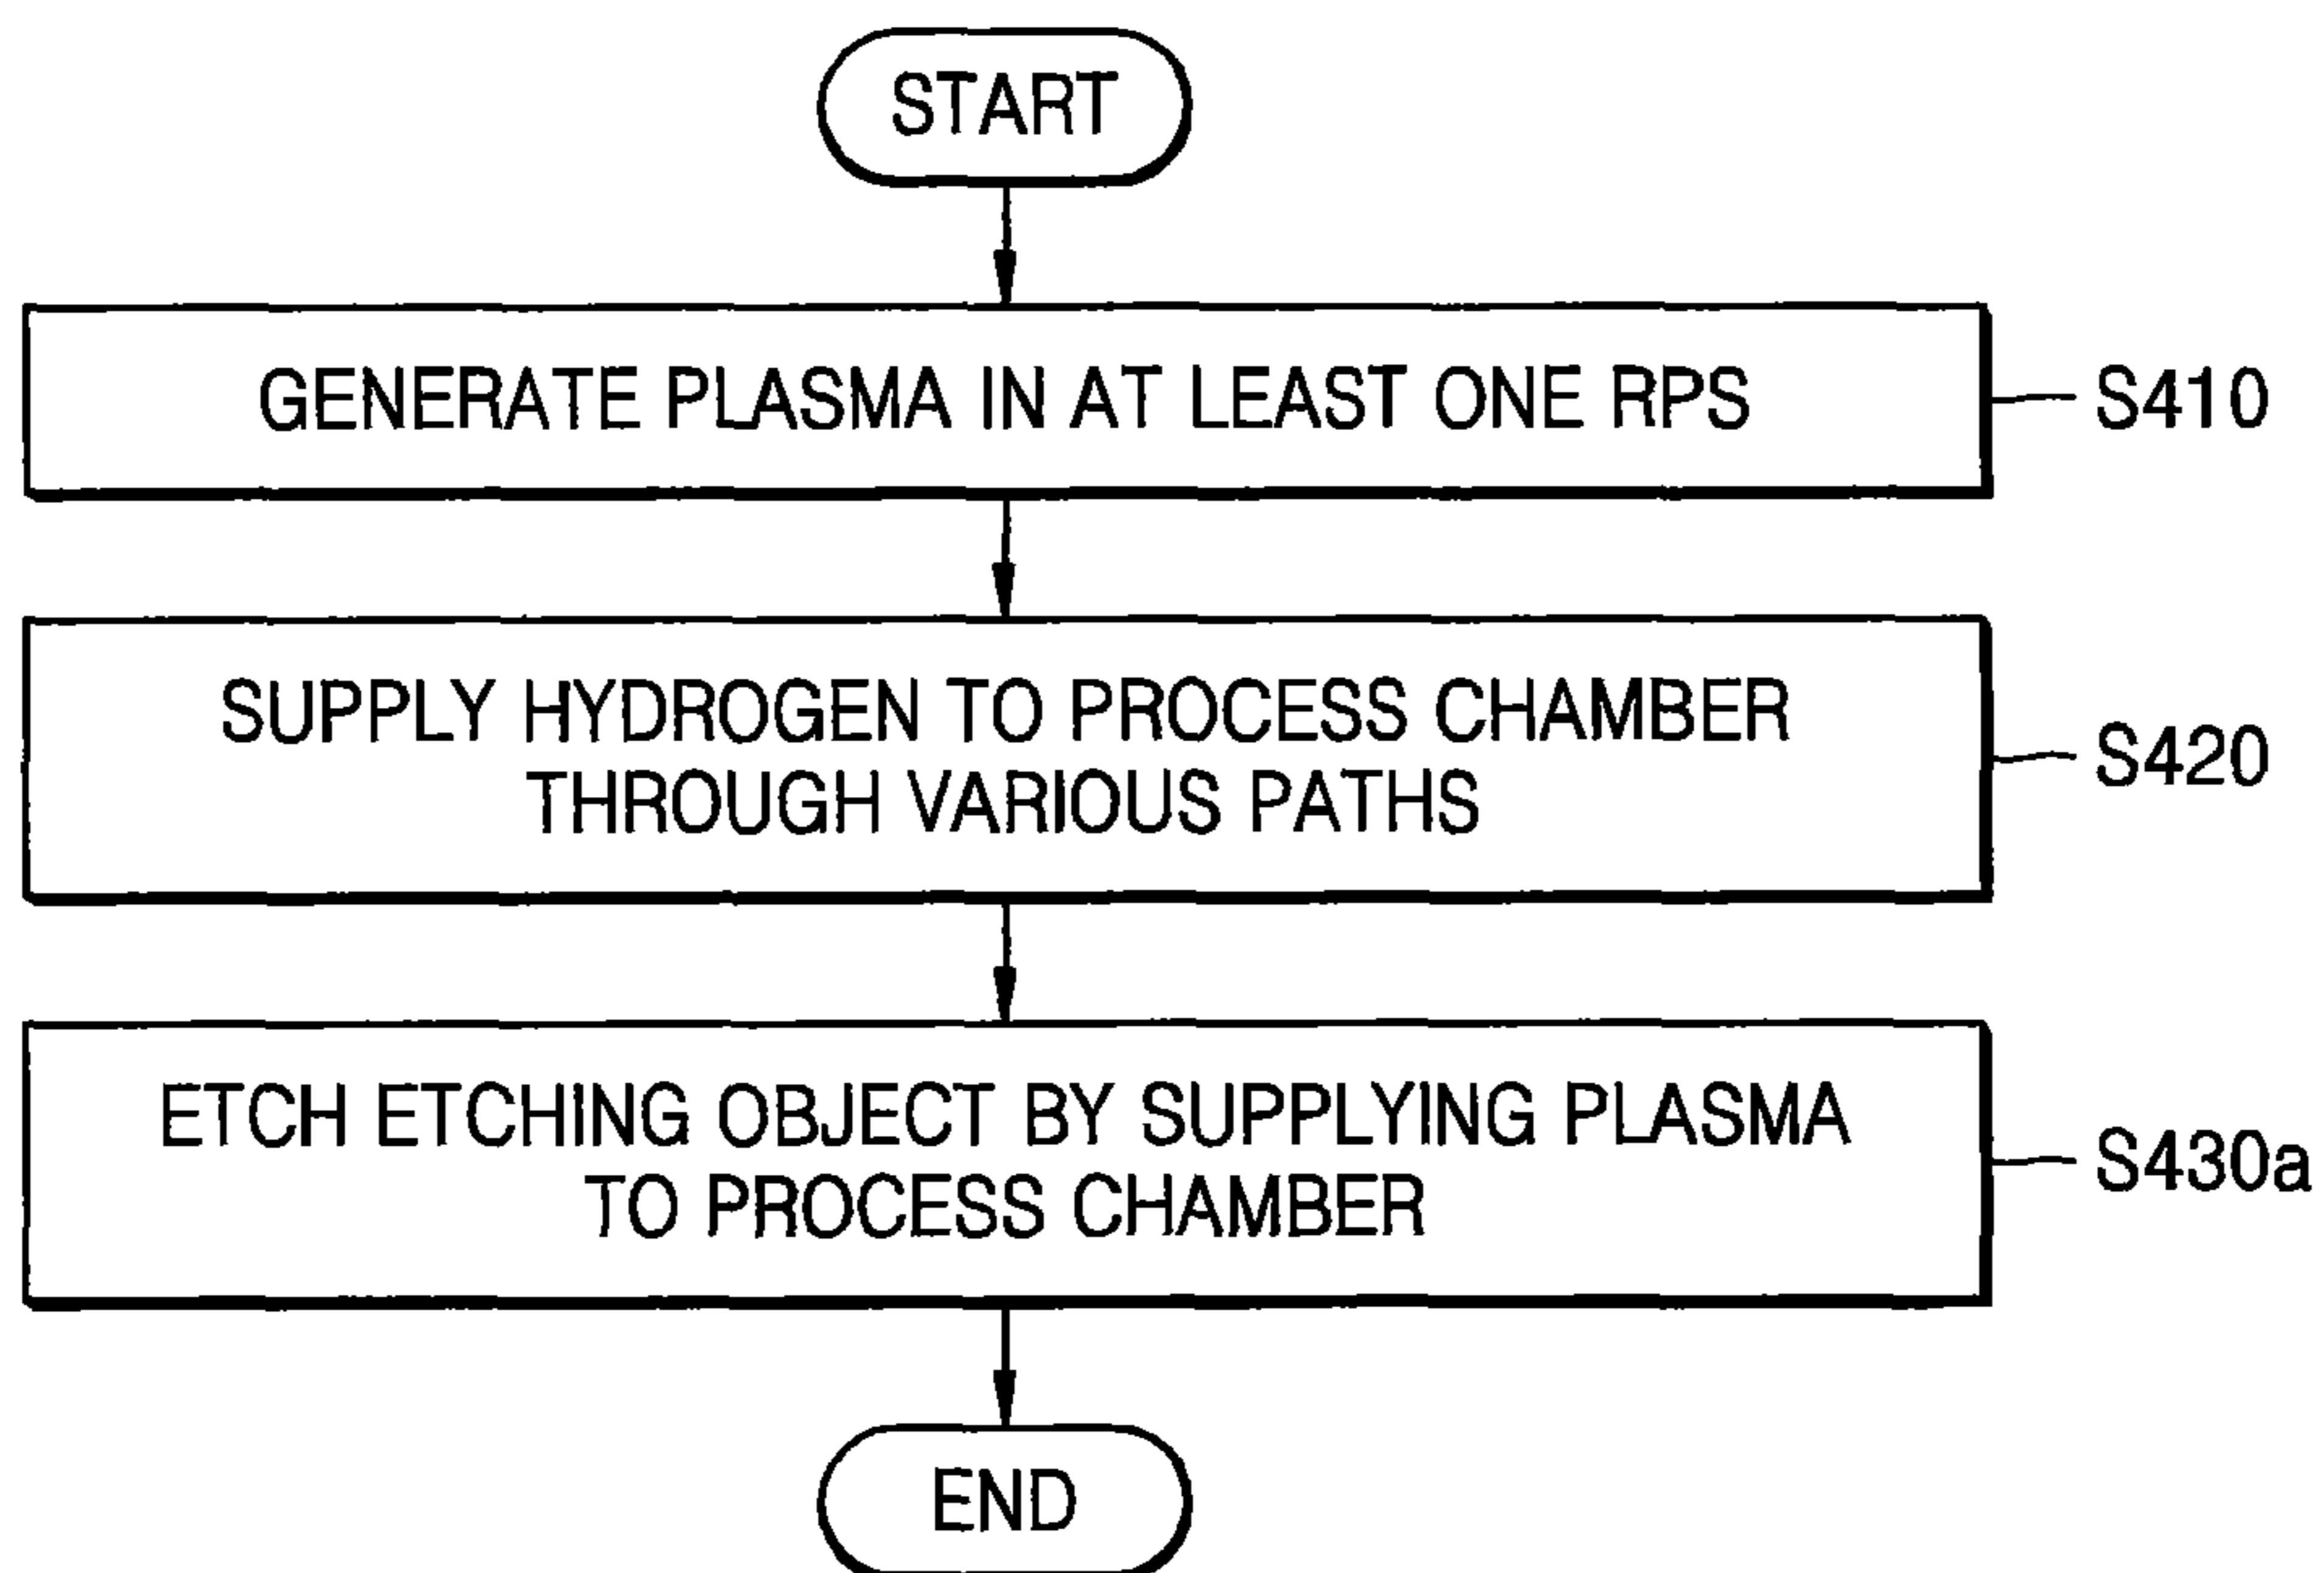 START
GENERATE PLASMA IN AT LEAST ONE RPS
S410
SUPPLY HYDROGEN TO PROCESS CHAMBER
THROUGH VARIOUS PATHS
S420
ETCH ETCHING OBJECT BY SUPPLYING PLASMA
TO PROCESS CHAMBER
S430a
END